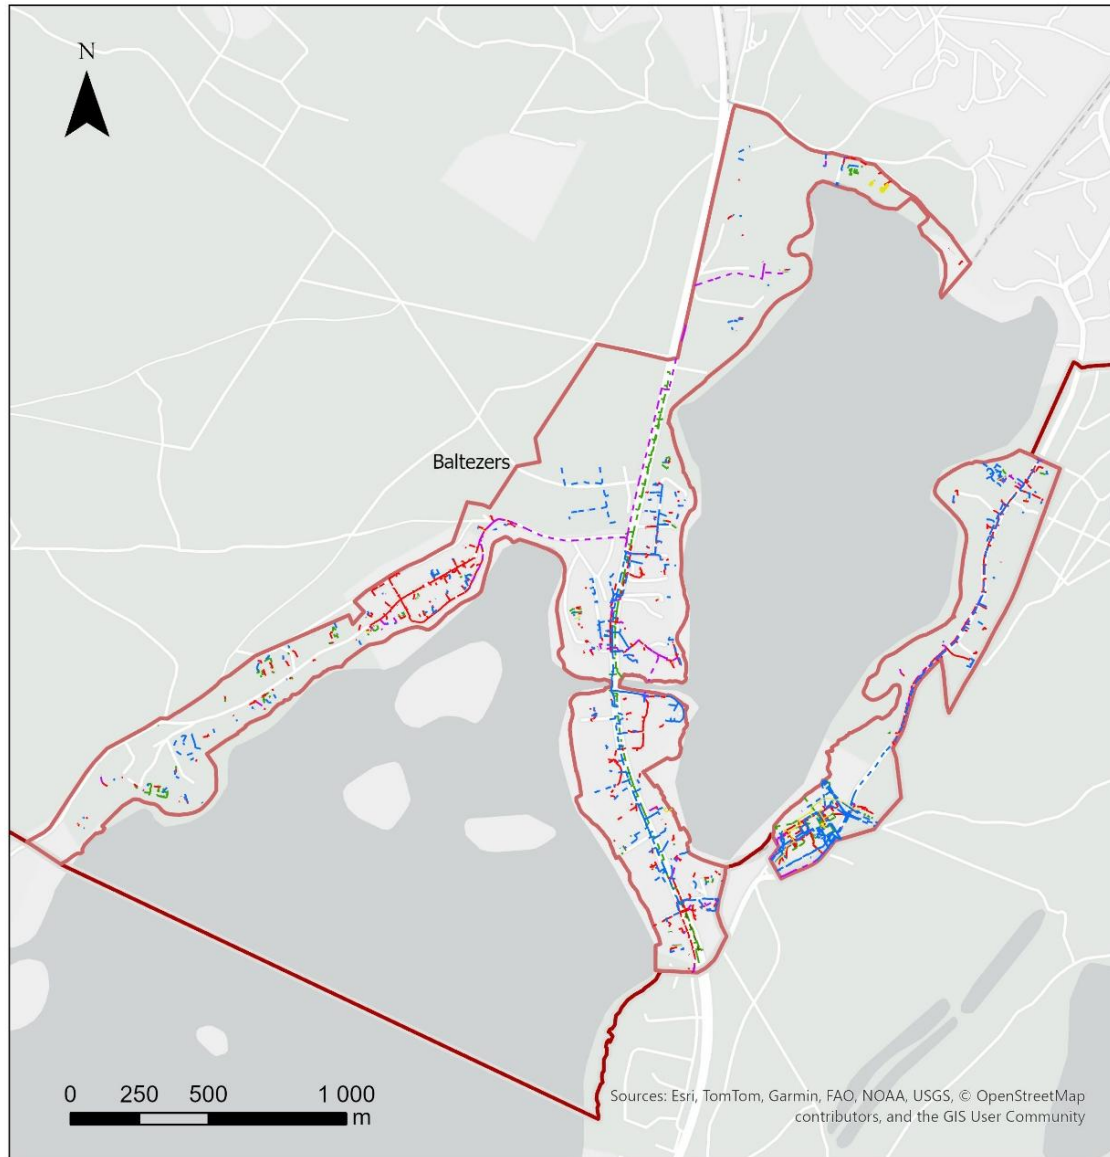 N
Baltezers
0 250 500 1 000
m
Sources: Esri, TomTom, Garmin, FAO, NOAA, USGS, © OpenStreetMap
contributors, and the GIS User Community